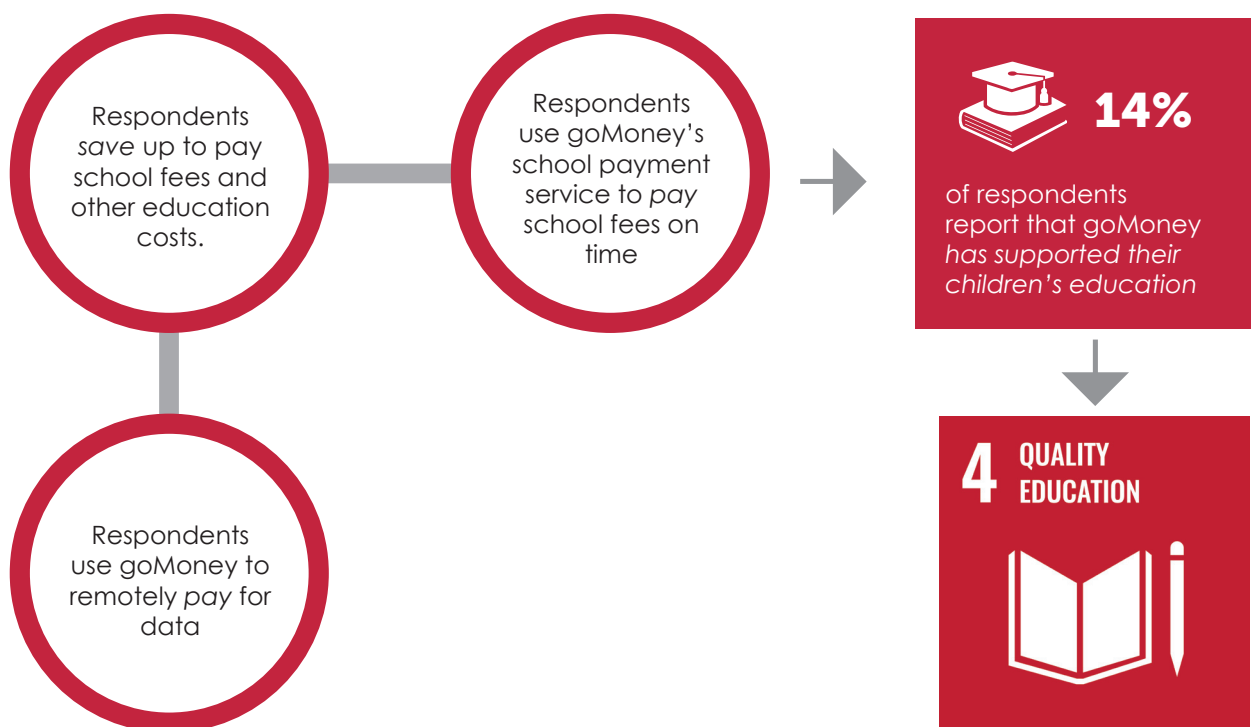 Respondents
save up to pay
school fees and
other education
costs.
Respondents
use goMoney’s
school payment
service to pay
school fees on
time
14%
of respondents
report that goMoney
has supported their
children’s education
Respondents
use goMoney to
remotely pay for
data
4 QUALITY
EDUCATION